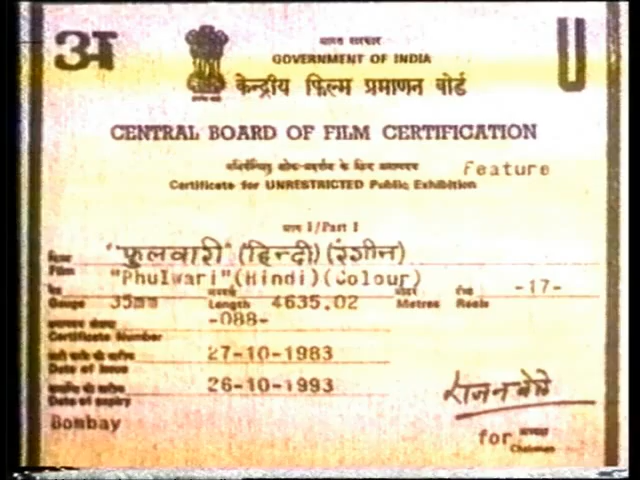 अ
U
भारत सरकार
GOVERNMENT OF INDIA
केन्द्रीय फिल्म प्रमाणन बोर्ड
CENTRAL BOARD OF FILM CERTIFICATION
के लिए Feature
Certificate for UNRESTRICTED Public Exhibition
भाग I/Part I
"फुलवारी" (हिन्दी) (रंगीन)
Film "Phulwari"(Hindi)(Colour)
Gauge 35mm Length 4635.02 Metres Reels -17-
Certificate Number -088-
Date of Issue 27-10-1983
Date of expiry 26-10-1993
Bombay
for Chairman